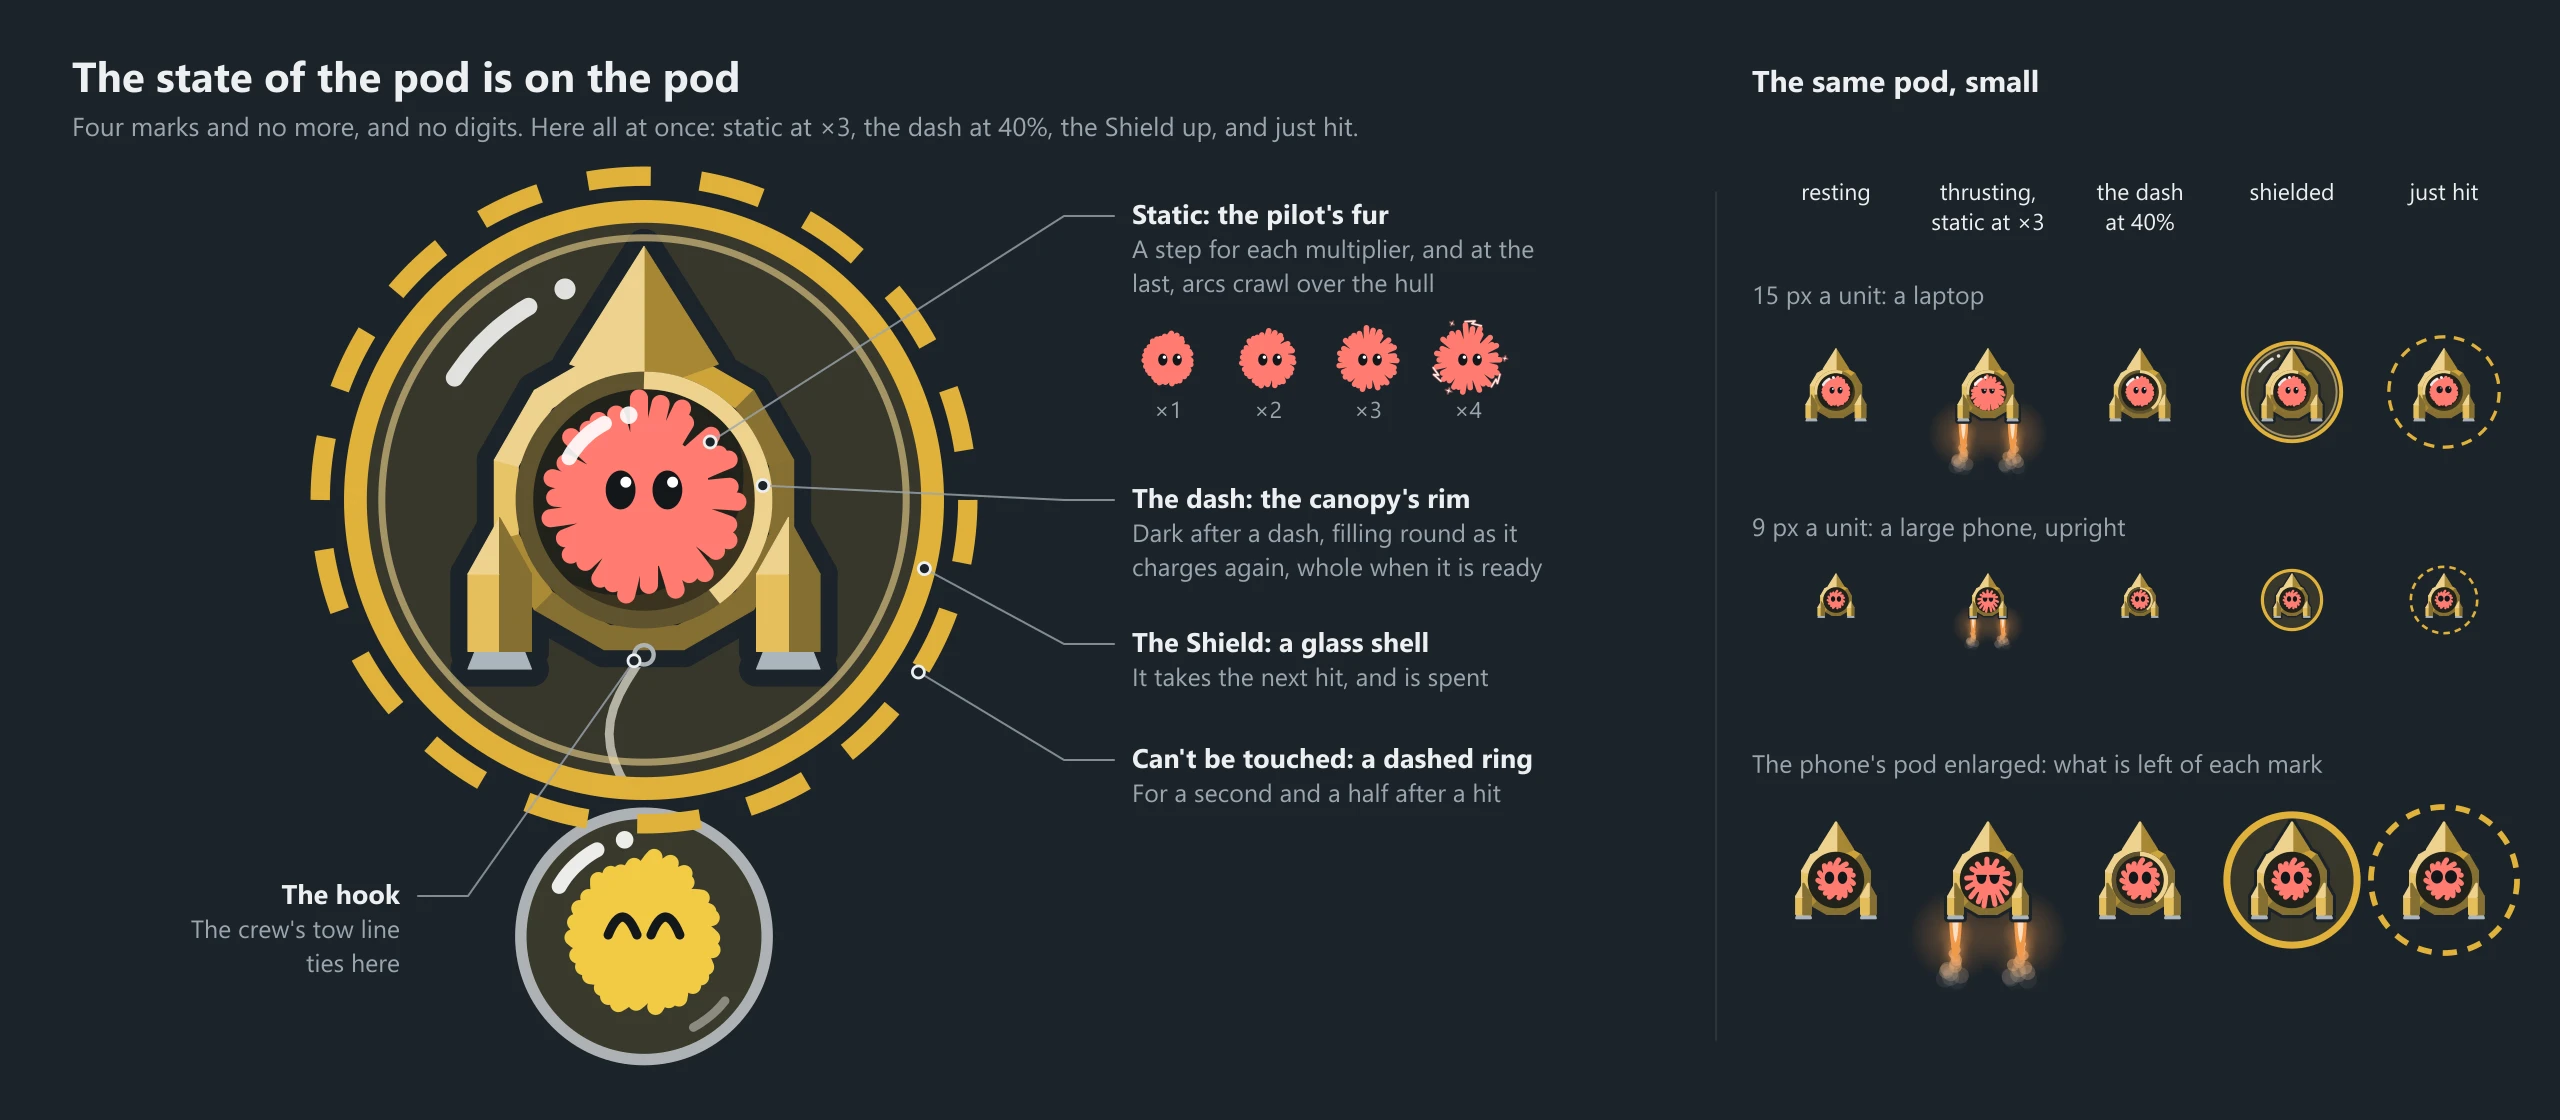 The state of the pod is on the pod
Four marks and no more, and no digits. Here all at once: static at ×3, the dash at 40%, the Shield up, and just hit.
Static: the pilot's fur
A step for each multiplier, and at the
last, arcs crawl over the hull
×1 ×2 ×3 ×4
The dash: the canopy's rim
Dark after a dash, filling round as it
charges again, whole when it is ready
The Shield: a glass shell
It takes the next hit, and is spent
Can't be touched: a dashed ring
For a second and a half after a hit
The hook
The crew's tow line
ties here
The same pod, small
resting
thrusting,
static at ×3
the dash
at 40%
shielded
just hit
15 px a unit: a laptop
9 px a unit: a large phone, upright
The phone's pod enlarged: what is left of each mark